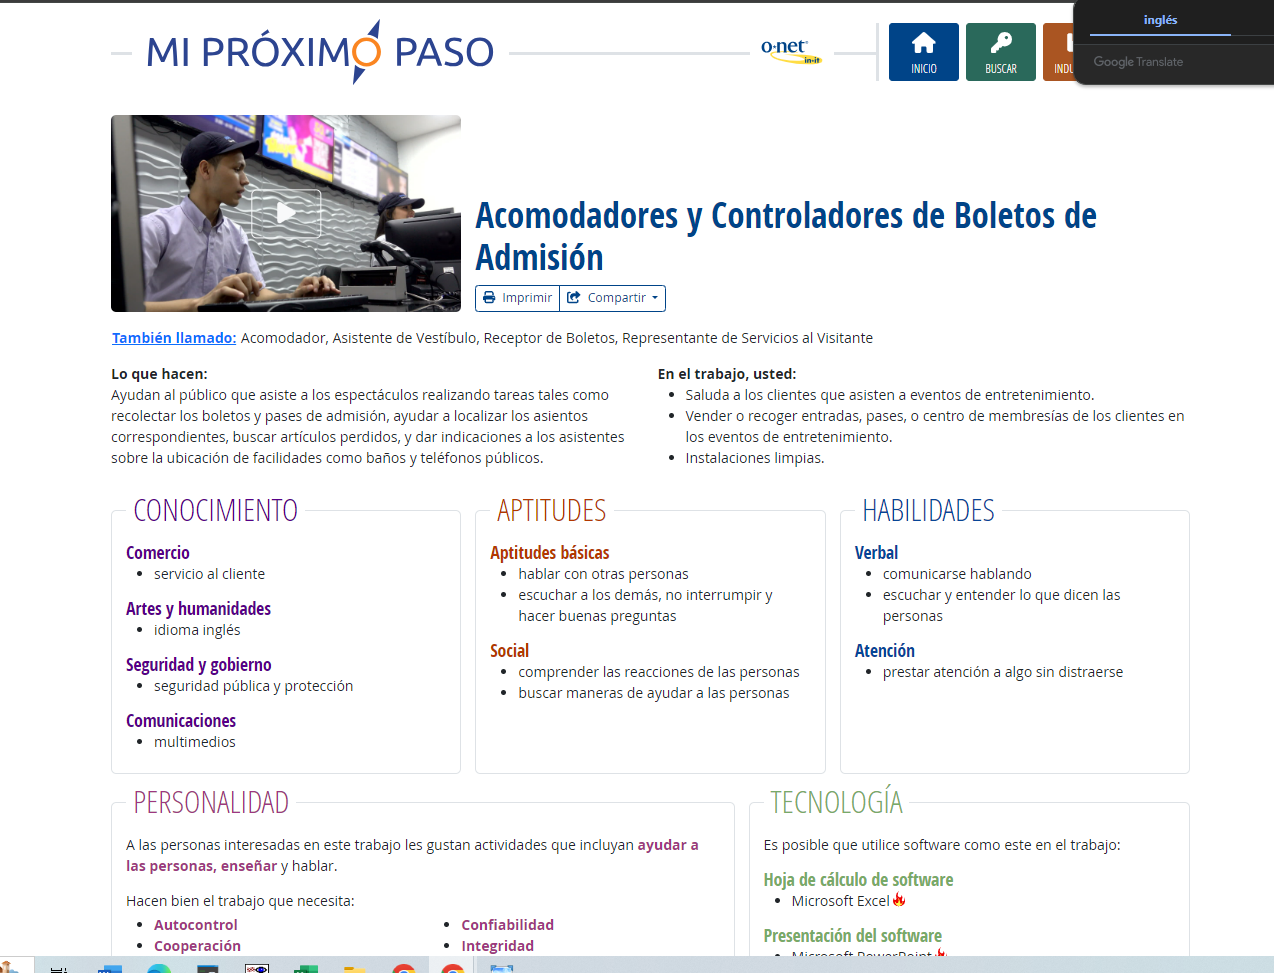 MI PRÓXIMO PASO
o·net
in-it
INICIO
BUSCAR
inglés
Google Translate
Acomodadores y Controladores de Boletos de
Admisión
Imprimir
Compartir
También llamado: Acomodador, Asistente de Vestíbulo, Receptor de Boletos, Representante de Servicios al Visitante
Lo que hacen:
Ayudan al público que asiste a los espectáculos realizando tareas tales como
recolectar los boletos y pases de admisión, ayudar a localizar los asientos
correspondientes, buscar artículos perdidos, y dar indicaciones a los asistentes
sobre la ubicación de facilidades como baños y teléfonos públicos.
En el trabajo, usted:
• Saluda a los clientes que asisten a eventos de entretenimiento.
• Vender o recoger entradas, pases, o centro de membresías de los clientes en
los eventos de entretenimiento.
• Instalaciones limpias.
CONOCIMIENTO
Comercio
• servicio al cliente
Artes y humanidades
• idioma inglés
Seguridad y gobierno
• seguridad pública y protección
Comunicaciones
• multimedios
APTITUDES
Aptitudes básicas
• hablar con otras personas
• escuchar a los demás, no interrumpir y
hacer buenas preguntas
Social
• comprender las reacciones de las personas
• buscar maneras de ayudar a las personas
HABILIDADES
Verbal
• comunicarse hablando
• escuchar y entender lo que dicen las
personas
Atención
• prestar atención a algo sin distraerse
PERSONALIDAD
A las personas interesadas en este trabajo les gustan actividades que incluyan ayudar a
las personas, enseñar y hablar.
Hacen bien el trabajo que necesita:
• Autocontrol
• Cooperación
• Confiabilidad
• Integridad
TECNOLOGÍA
Es posible que utilice software como este en el trabajo:
Hoja de cálculo de software
• Microsoft Excel
Presentación del software
• Microsoft PowerPoint